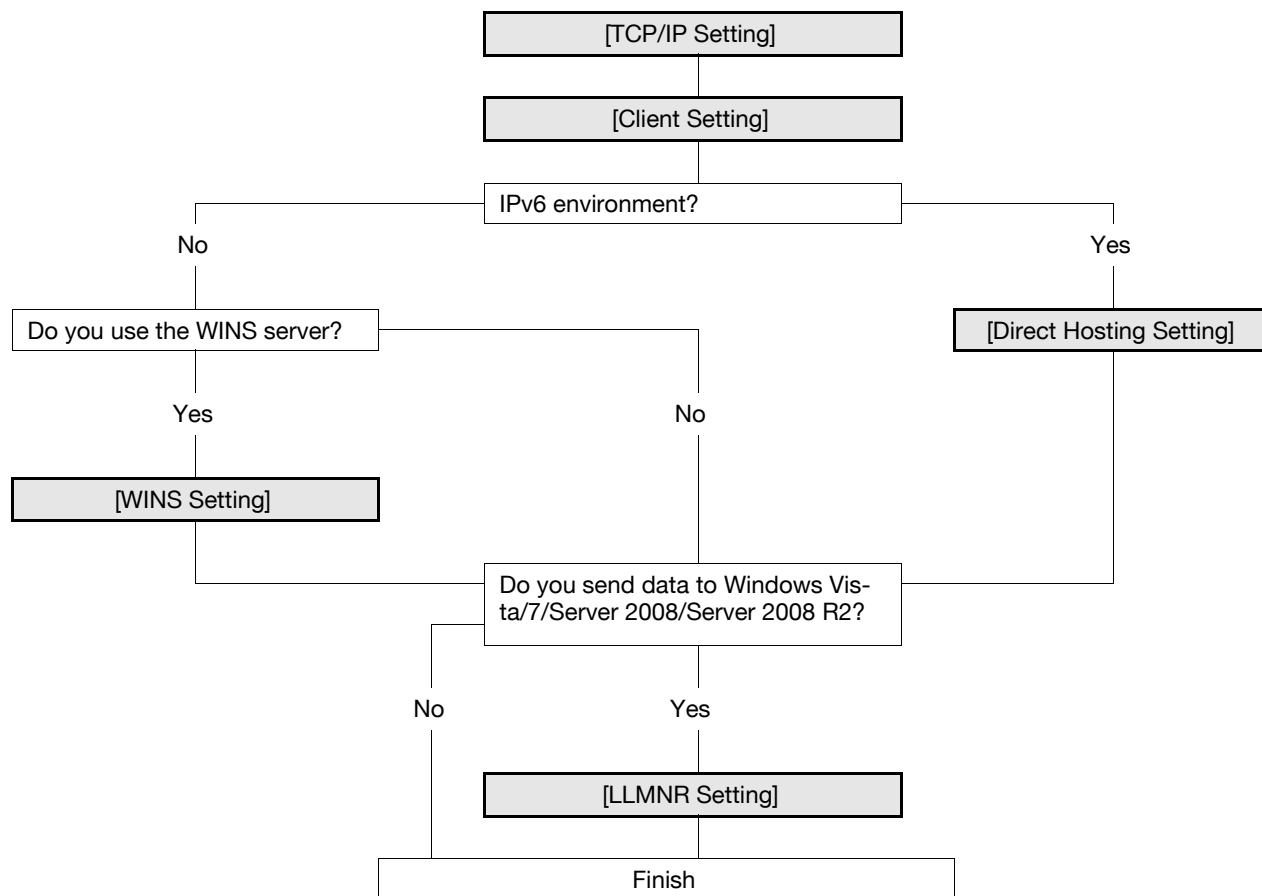 [TCP/IP Setting]
[Client Setting]
IPv6 environment?
No
Yes
Do you use the WINS server?
[Direct Hosting Setting]
Yes
No
[WINS Setting]
Do you send data to Windows Vis-
ta/7/Server 2008/Server 2008 R2?
No
Yes
[LLMNR Setting]
Finish